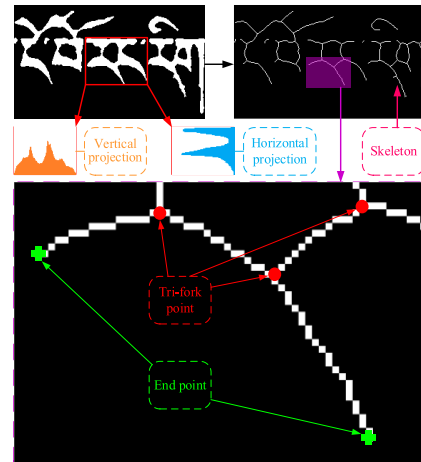 Vertical
projection
Horizontal
projection
Skeleton
Tri-fork
point
End point